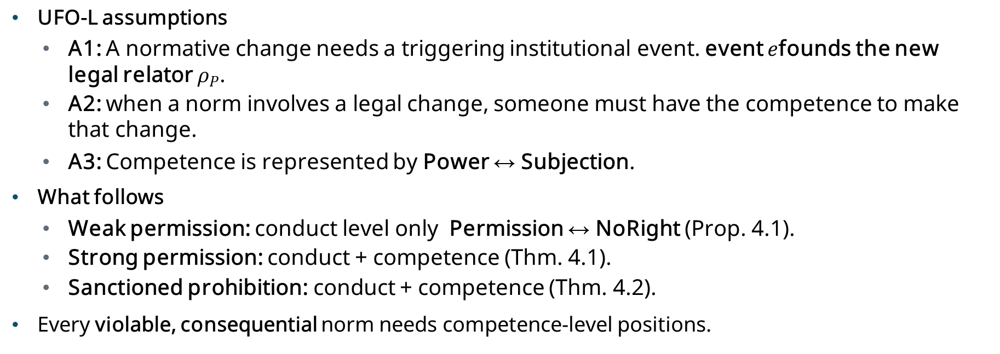 • UFO-L assumptions
• A1: A normative change needs a triggering institutional event. event e founds the new
legal relator ρP.
• A2: when a norm involves a legal change, someone must have the competence to make
that change.
• A3: Competence is represented by Power ↔ Subjection.
• What follows
• Weak permission: conduct level only Permission ↔ NoRight (Prop. 4.1).
• Strong permission: conduct + competence (Thm. 4.1).
• Sanctioned prohibition: conduct + competence (Thm. 4.2).
• Every violable, consequential norm needs competence-level positions.